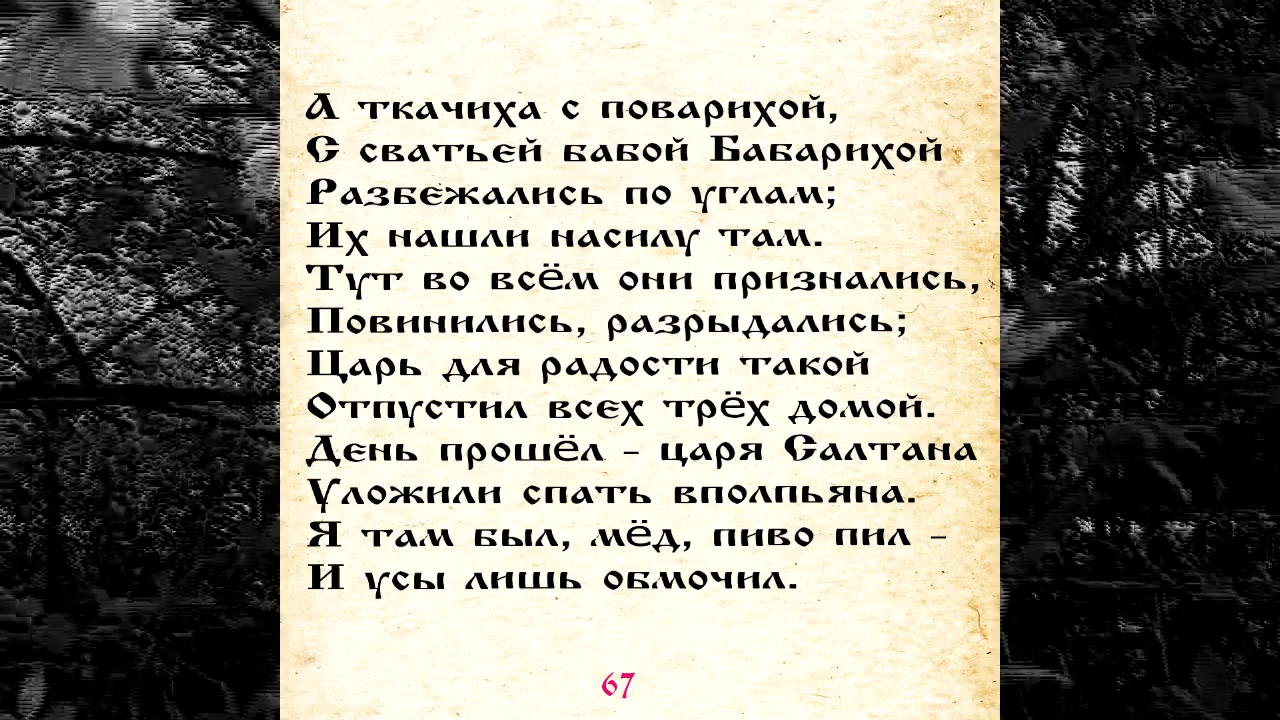 А ткачиха с поварихой,
С сватьей бабой Бабарихой
Разбежались по углам;
Их нашли насилу там.
Тут во всём они признались,
Повинились, разрыдались;
Царь для радости такой
Отпустил всех трёх домой.
День прошёл – царя Салтана
Уложили спать вполпьяна.
Я там был, мёд, пиво пил –
И усы лишь обмочил.
67